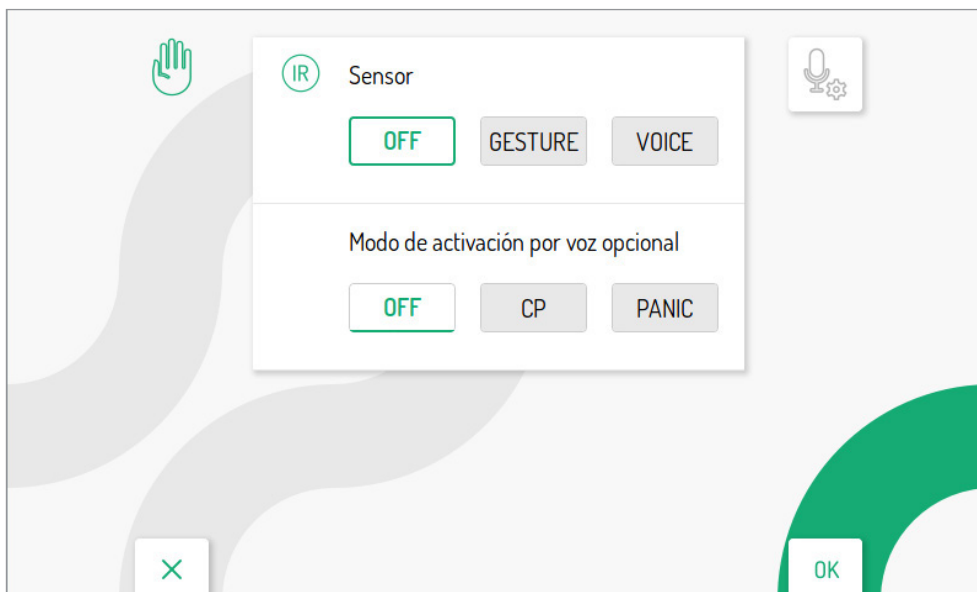 IR Sensor
OFF GESTURE VOICE
Modo de activación por voz opcional
OFF CP PANIC
OK